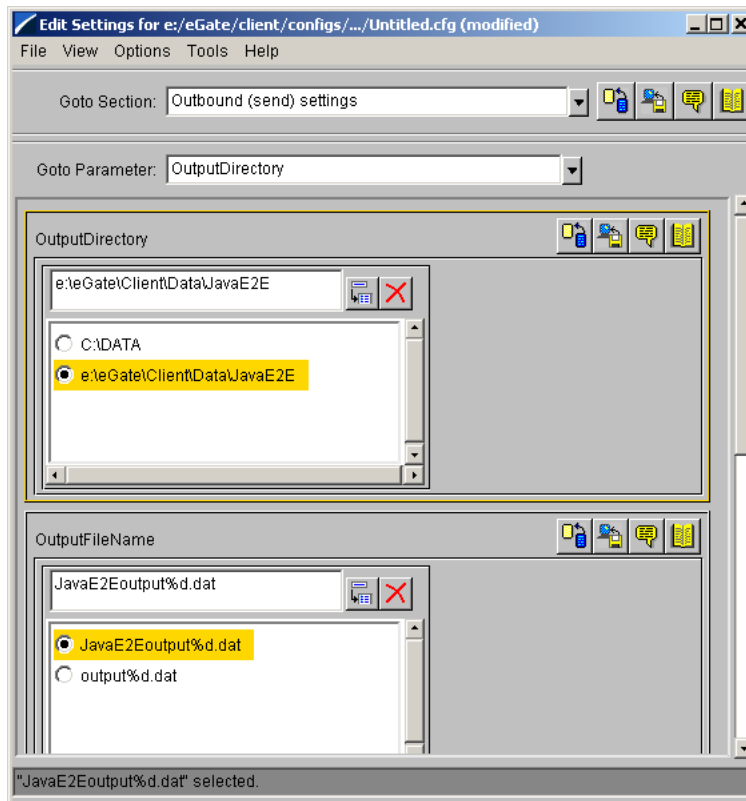 Edit Settings for e:/eGate/client/configs/.../Untitled.cfg (modified)
File View Options Tools Help
Goto Section: Outbound (send) settings
Goto Parameter: OutputDirectory
OutputDirectory
e:\eGate\Client\Data\JavaE2E
C:\DATA
e:\eGate\Client\Data\JavaE2E
OutputFileName
JavaE2Eoutput%d.dat
JavaE2Eoutput%d.dat
output%d.dat
"JavaE2Eoutput%d.dat" selected.